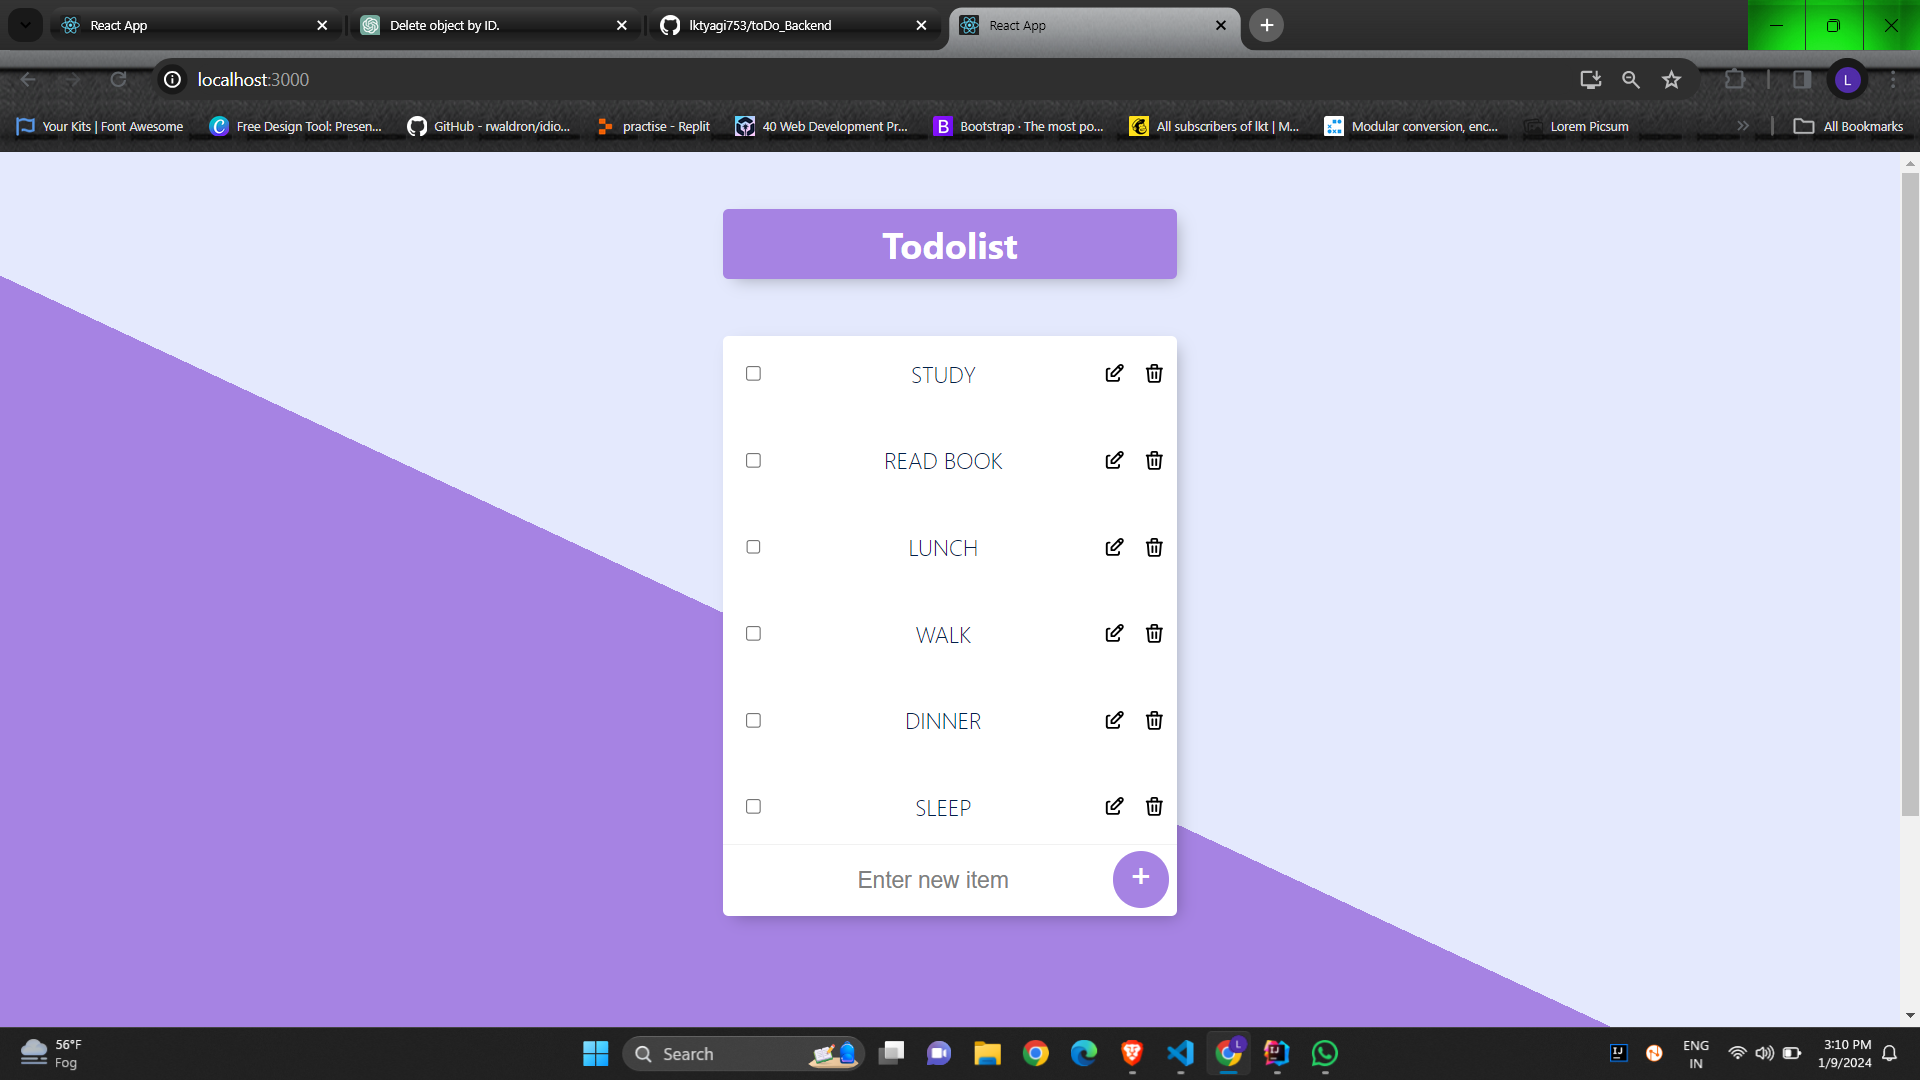 React App
Delete object by ID.
lktyagi753/toDo_Backend
React App
localhost:3000
L
Your Kits | Font Awesome
Free Design Tool: Presen...
GitHub - rwaldron/idio...
practise - Replit
40 Web Development Pr...
B
Bootstrap · The most po...
All subscribers of lkt | M...
Modular conversion, enc...
Lorem Picsum
All Bookmarks
Todolist
STUDY
READ BOOK
LUNCH
WALK
DINNER
SLEEP
Enter new item
+
56°F
Fog
Search
L
IJ
IJ
ENG
IN
3:10 PM
1/9/2024